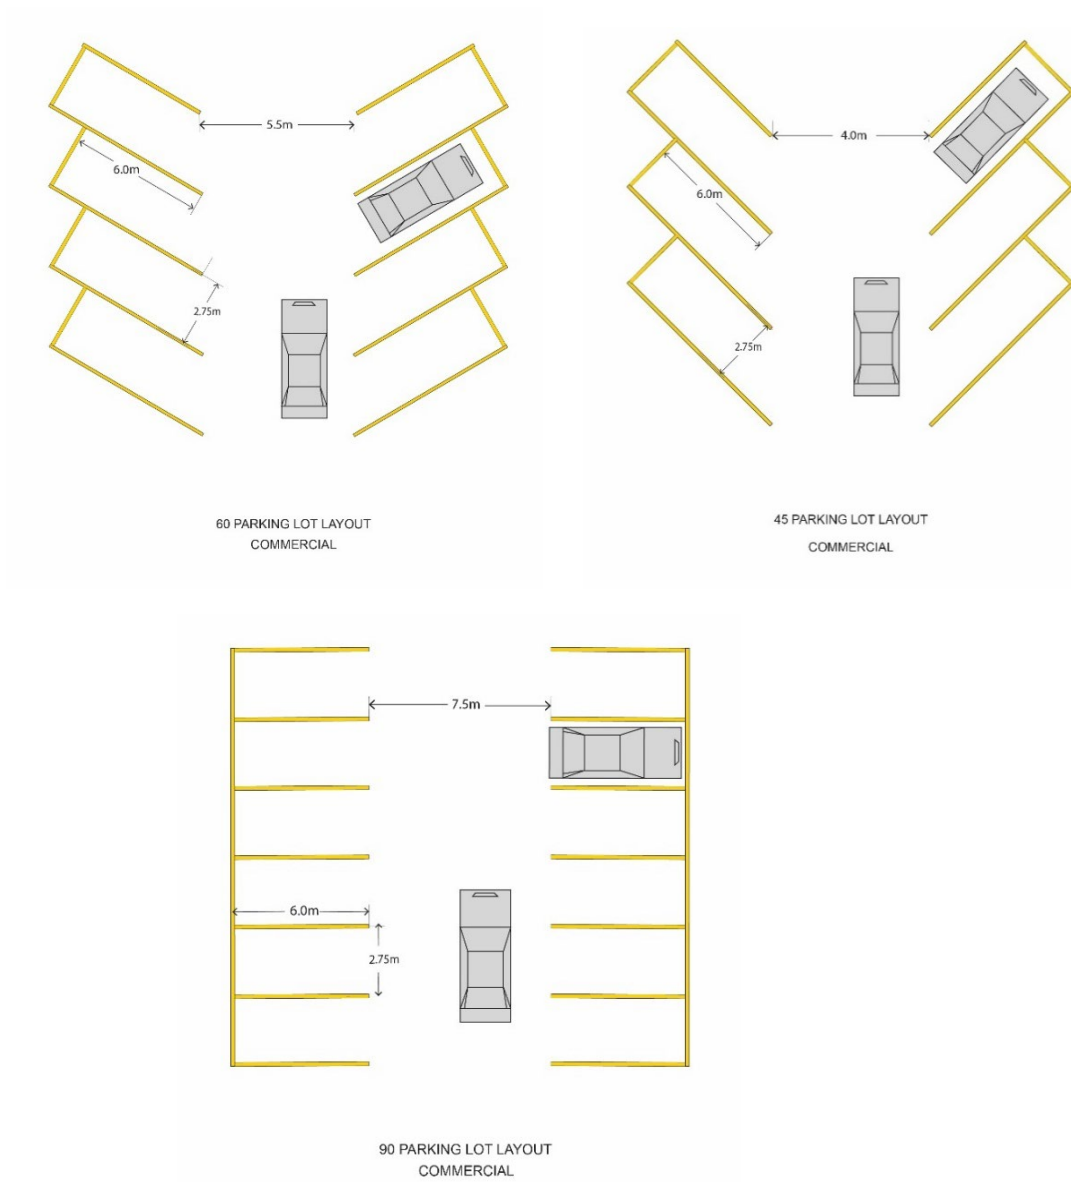 5.5m
6.0m
2.75m
60 PARKING LOT LAYOUT
COMMERCIAL
4.0m
6.0m
2.75m
45 PARKING LOT LAYOUT
COMMERCIAL
7.5m
6.0m
2.75m
90 PARKING LOT LAYOUT
COMMERCIAL